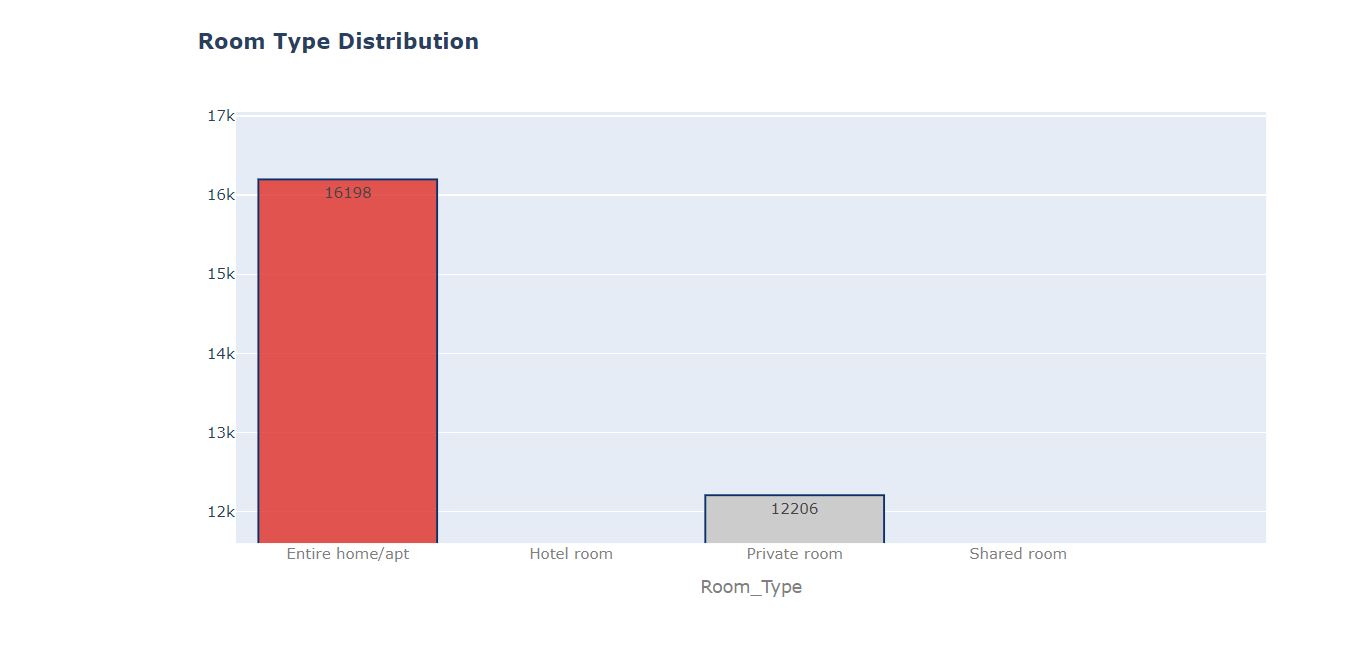 Room Type Distribution
17k
16k
15k
14k
13k
12k
16198
12206
Entire home/apt
Hotel room
Private room
Shared room
Room_Type